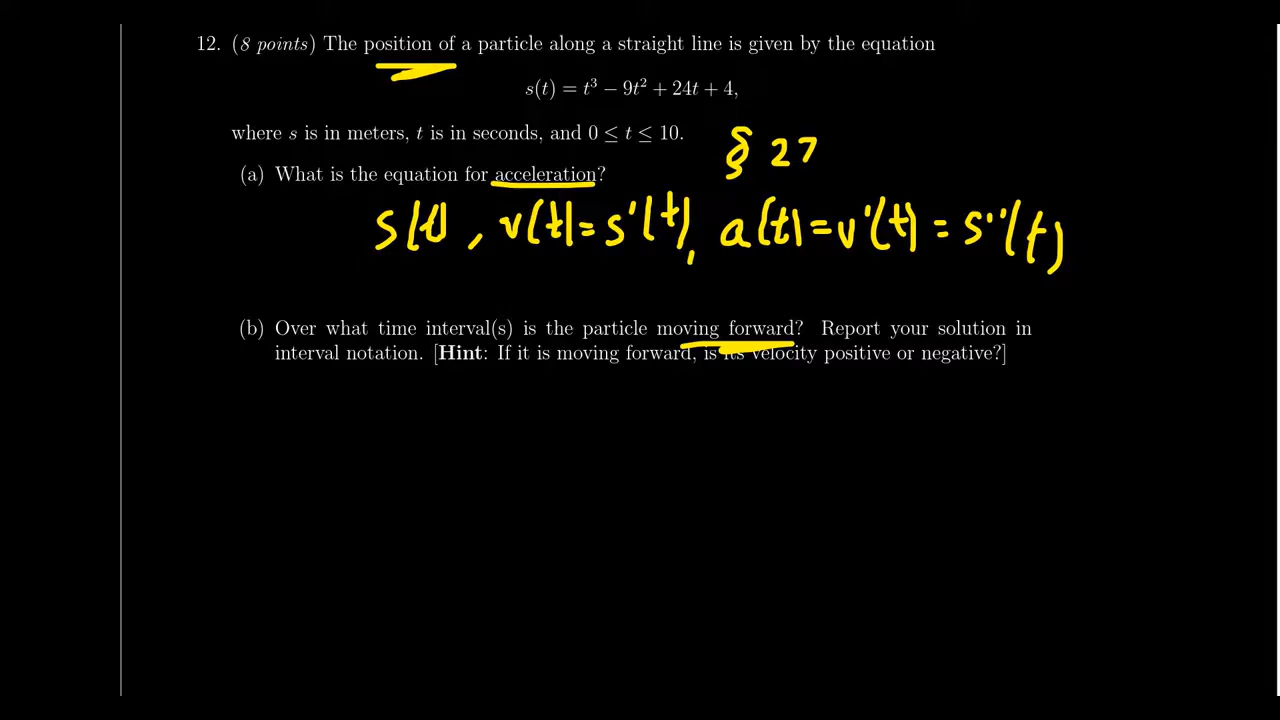 12. (8 points) The position of a particle along a straight line is given by the equation
s(t) = t³ − 9t² + 24t + 4,
where s is in meters, t is in seconds, and 0 ≤ t ≤ 10.
§ 27
(a) What is the equation for acceleration?
s(t), v(t) = s'(t), a(t) = v'(t) = s''(t)
(b) Over what time interval(s) is the particle moving forward? Report your solution in
interval notation. [Hint: If it is moving forward, is its velocity positive or negative?]